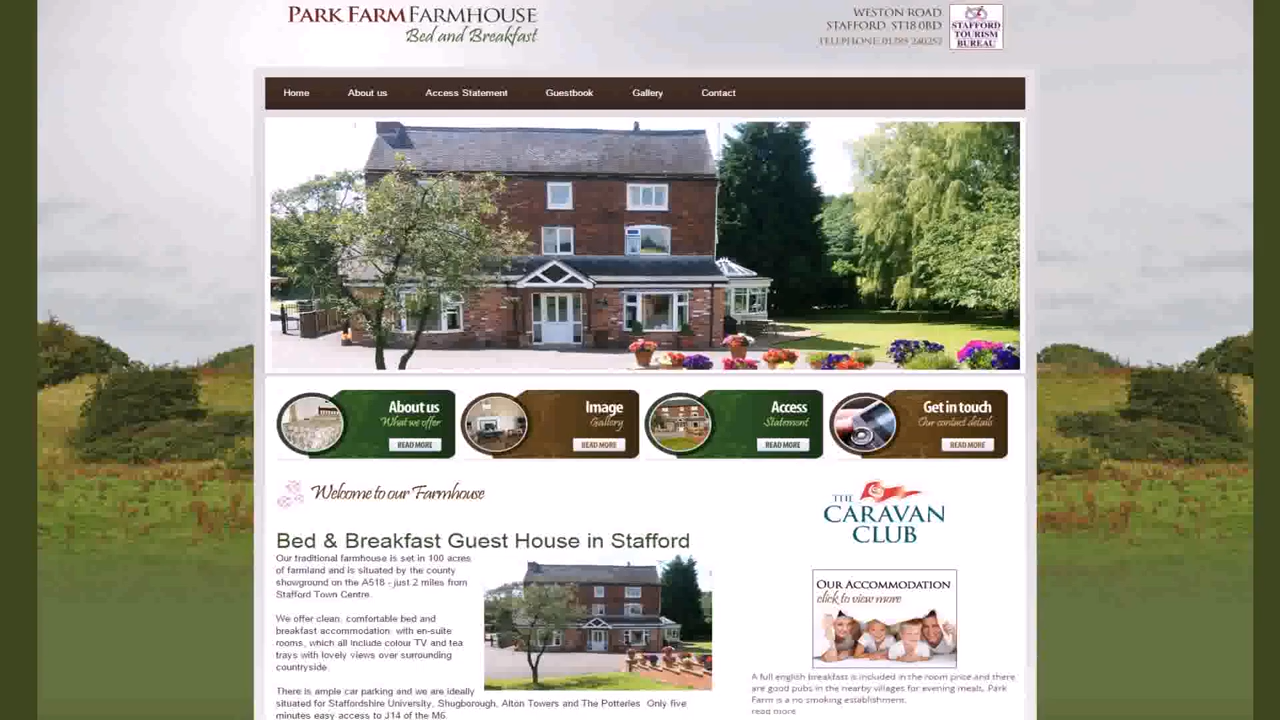 PARK FARM FARMHOUSE
Bed and Breakfast
WESTON ROAD
STAFFORD ST18 0BD
TELEPHONE 01785 240257
STAFFORD
TOURISM
BUREAU
Home About us Access Statement Guestbook Gallery Contact
About us
What we offer
READ MORE
Image
Gallery
READ MORE
Access
Statement
READ MORE
Get in touch
Our contact details
READ MORE
Welcome to our Farmhouse
Bed & Breakfast Guest House in Stafford
Our traditional farmhouse is set in 100 acres
of farmland and is situated by the county
showground on the A518 - just 2 miles from
Stafford Town Centre.
We offer clean, comfortable bed and
breakfast accommodation with en-suite
rooms, which all include colour TV and tea
trays with lovely views over surrounding
countryside.
There is ample car parking and we are ideally
situated for Staffordshire University, Shugborough, Alton Towers and The Potteries. Only five
minutes easy access to J14 of the M6.
THE
CARAVAN
CLUB
OUR ACCOMMODATION
click to view more
A full english breakfast is included in the room price and there
are good pubs in the nearby villages for evening meals, Park
Farm is a no smoking establishment.
read more